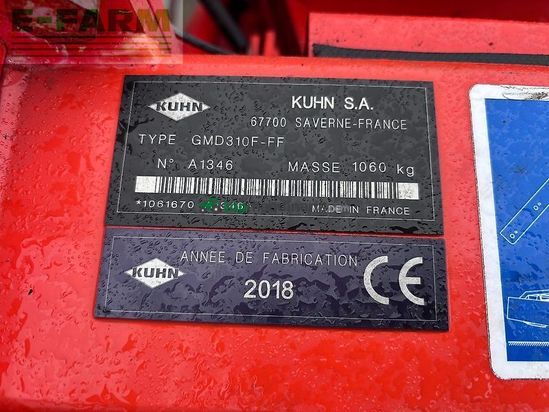 E-FARM
KUHN
KUHN S.A.
67700 SAVERNE-FRANCE
TYPE GMD310F-FF
N° A1346 MASSE 1060 kg
*1061670
MADE IN FRANCE
KUHN
ANNÉE DE FABRICATION
2018
CE